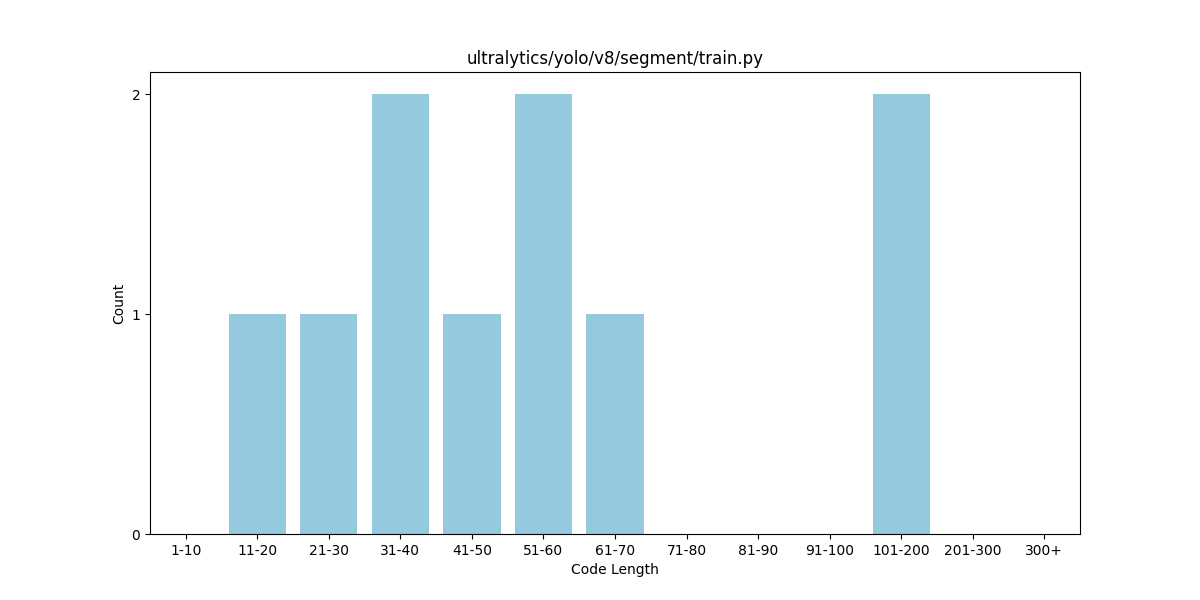 ultralytics/yolo/v8/segment/train.py
2
1
0
Count
1-10 11-20 21-30 31-40 41-50 51-60 61-70 71-80 81-90 91-100 101-200 201-300 300+
Code Length